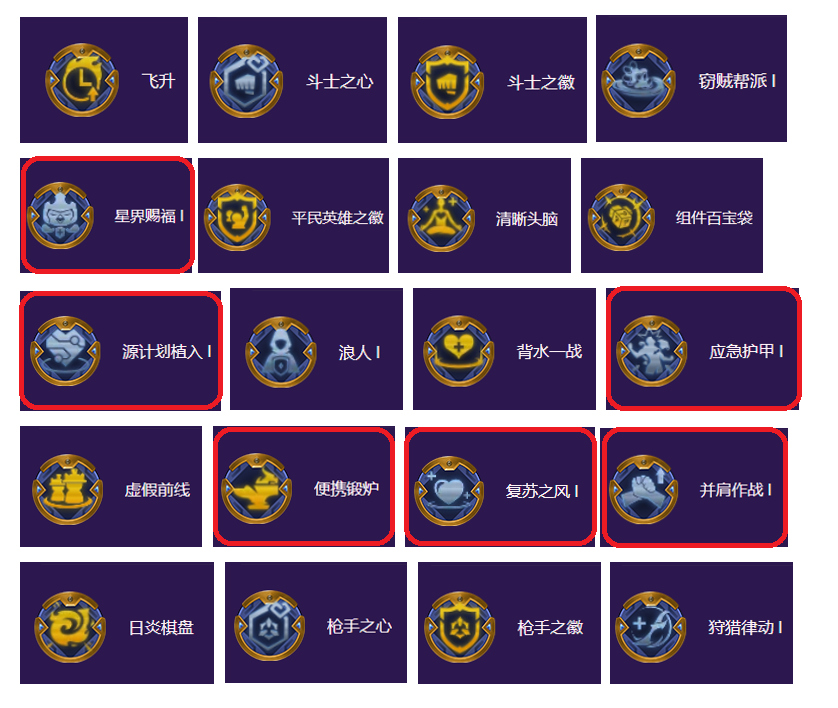 飞升
斗士之心
斗士之徽
窃贼帮派 I
星界赐福 I
平民英雄之徽
清晰头脑
组件百宝袋
源计划植入 I
浪人 I
背水一战
应急护甲 I
虚假前线
便携锻炉
复苏之风 I
并肩作战 I
日炎棋盘
枪手之心
枪手之徽
狩猎律动 I